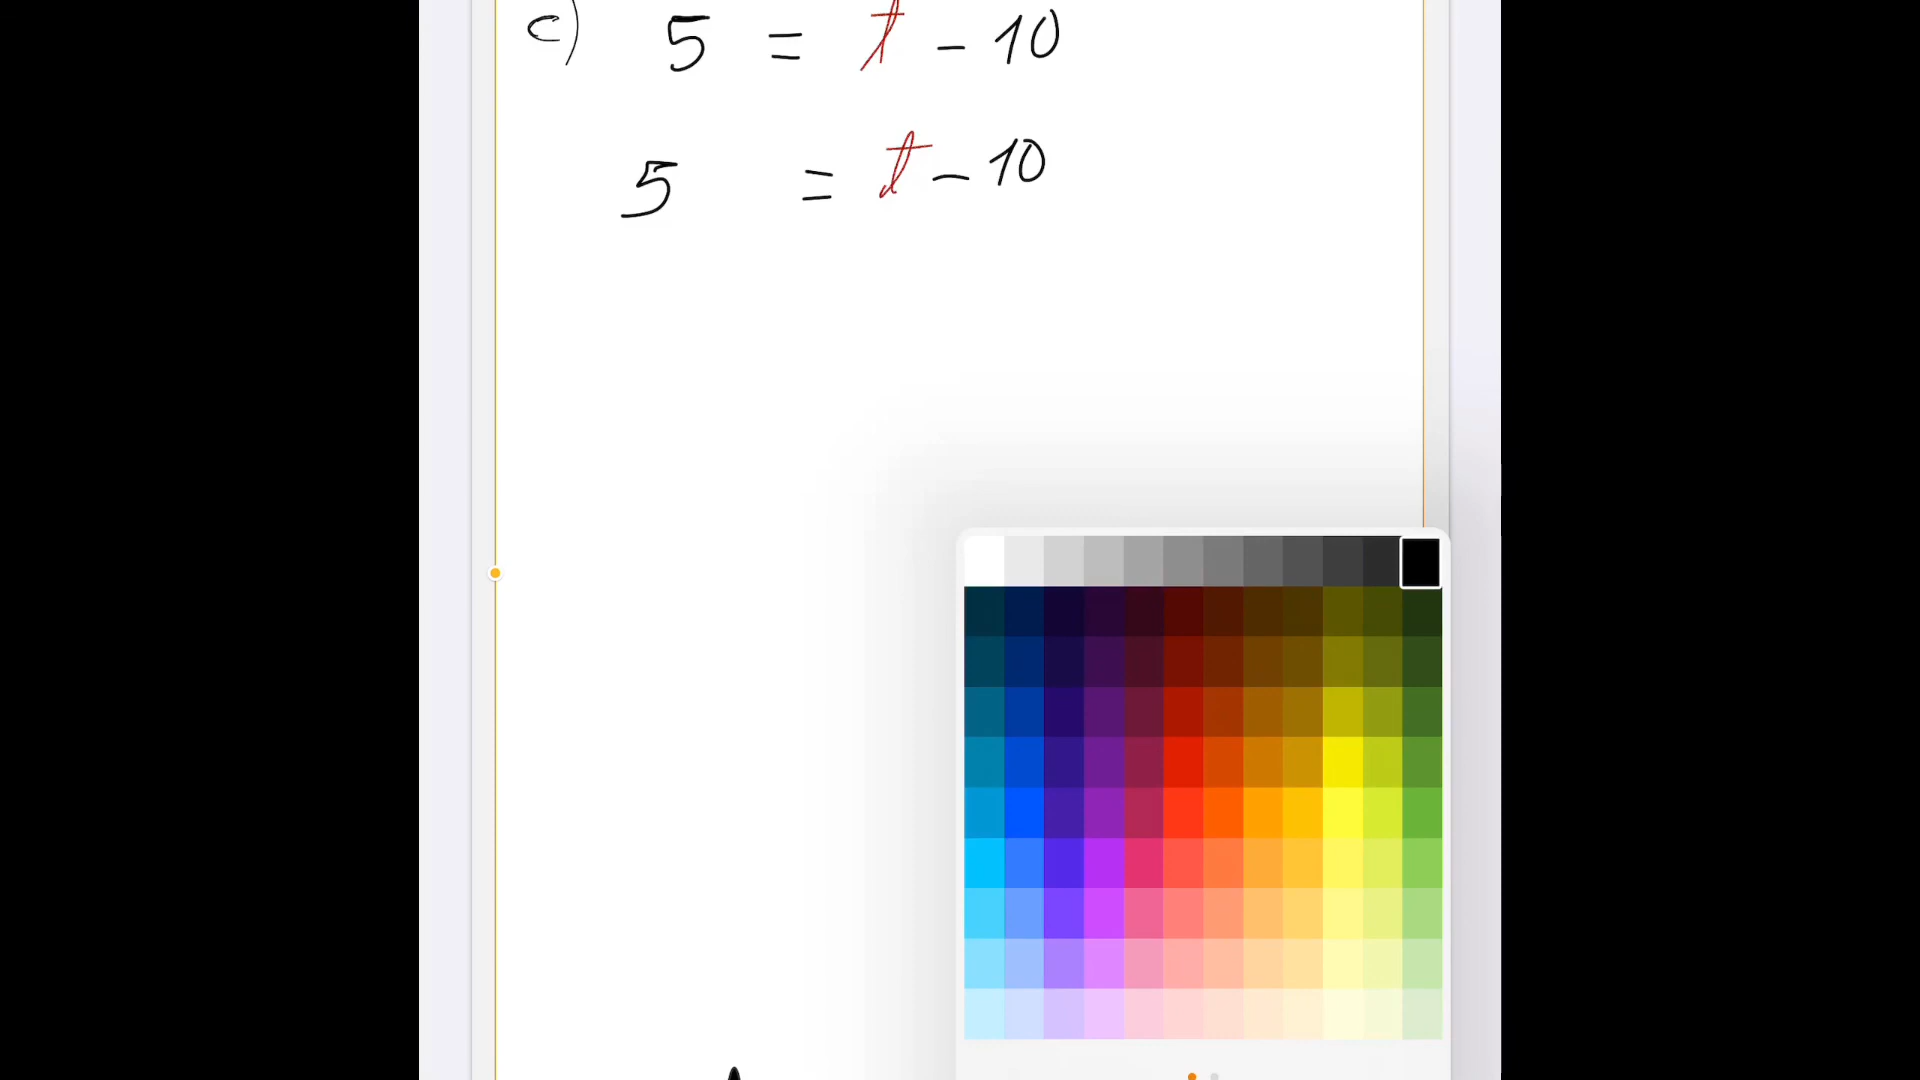 c) 5 = t - 10
5 = t - 10